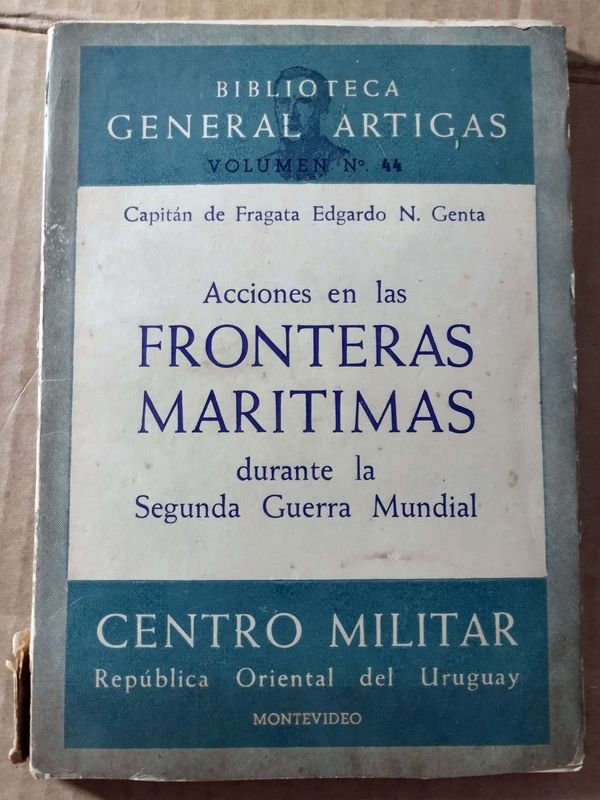 BIBLIOTECA
GENERAL ARTIGAS
VOLUMEN Nº. 44
Capitán de Fragata Edgardo N. Genta
Acciones en las
FRONTERAS
MARITIMAS
durante la
Segunda Guerra Mundial
CENTRO MILITAR
República Oriental del Uruguay
MONTEVIDEO